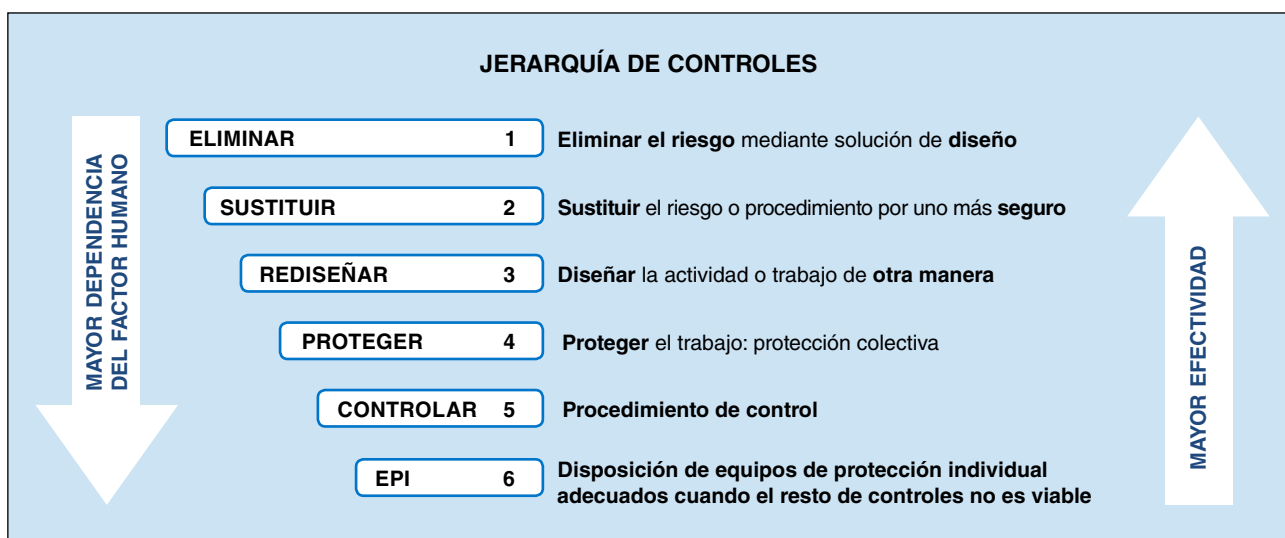 JERARQUÍA DE CONTROLES
MAYOR DEPENDENCIA
DEL FACTOR HUMANO
ELIMINAR 1 Eliminar el riesgo mediante solución de diseño
SUSTITUIR 2 Sustituir el riesgo o procedimiento por uno más seguro
REDISEÑAR 3 Diseñar la actividad o trabajo de otra manera
PROTEGER 4 Proteger el trabajo: protección colectiva
CONTROLAR 5 Procedimiento de control
EPI 6 Disposición de equipos de protección individual
adecuados cuando el resto de controles no es viable
MAYOR EFECTIVIDAD